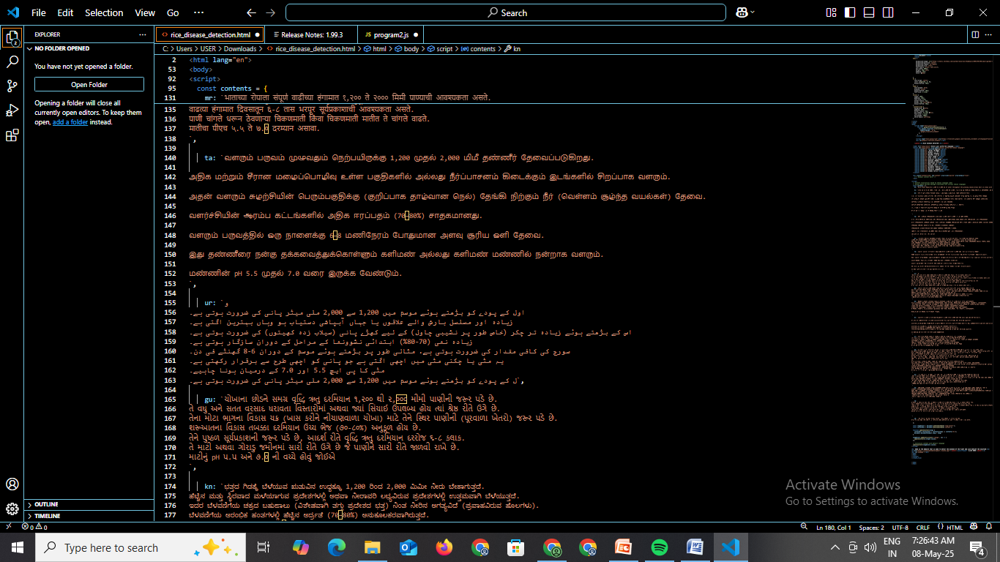 File Edit Selection View Go ··· Search
EXPLORER ···
NO FOLDER OPENED
You have not yet opened a folder.
Open Folder
Opening a folder will close all
currently open editors. To keep them
open, add a folder instead.
OUTLINE
TIMELINE
rice_disease_detection.html Release Notes: 1.99.3 JS program2.js
C: > Users > USER > Downloads > rice_disease_detection.html > html > body > script > contents > kn
2 <html lang="en">
53 <body>
92 <script>
95 const contents = {
131 mr: `भाताच्या रोपाला संपूर्ण वाढीच्या हंगामात १,२०० ते २००० मिमी पाण्याची आवश्यकता असते.
135 वाढत्या हंगामात दिवसातून ६-८ तास भरपूर सूर्यप्रकाशाची आवश्यकता असते.
136 पाणी चांगले धरून ठेवणाऱ्या चिकणमाती किंवा चिकणमाती मातीत ते चांगले वाढते.
137 मातीचा पीएच ५.५ ते ७.० दरम्यान असावा.
138 `,
139
140 ta: `வளரும் பருவம் முழுவதும் நெற்பயிருக்கு 1,200 முதல் 2,000 மிமீ தண்ணீர் தேவைப்படுகிறது.
141
142 அதிக மற்றும் சீரான மழைப்பொழிவு உள்ள பகுதிகளில் அல்லது நீர்ப்பாசனம் கிடைக்கும் இடங்களில் சிறப்பாக வளரும்.
143
144 அதன் வளரும் சுழற்சியின் பெரும்பகுதிக்கு (குறிப்பாக தாழ்வான நெல்) தேங்கி நிற்கும் நீர் (வெள்ளம் சூழ்ந்த வயல்கள்) தேவை.
145
146 வளர்ச்சியின் ஆரம்ப கட்டங்களில் அதிக ஈரப்பதம் (70–80%) சாதகமானது.
147
148 வளரும் பருவத்தில் ஒரு நாளைக்கு 6–8 மணிநேரம் போதுமான அளவு சூரிய ஒளி தேவை.
149
150 இது தண்ணீரை நன்கு தக்கவைத்துக்கொள்ளும் களிமண் அல்லது களிமண் மண்ணில் நன்றாக வளரும்.
151
152 மண்ணின் pH 5.5 முதல் 7.0 வரை இருக்க வேண்டும்.
153 `,
154
155 ur: `و
156 اول کے پودے کو بڑھتے ہوئے موسم میں 1,200 سے 2,000 ملی میٹر پانی کی ضرورت ہوتی ہے۔
157 زیادہ اور مسلسل بارش والے علاقوں یا جہاں آبپاشی دستیاب ہو وہاں بہترین اگتی ہے۔
158 اس کے بڑھتے ہوئے زیادہ تر چکر (خاص طور پر نشیبی چاول) کے لیے کھڑے پانی (سیلاب زدہ کھیتوں) کی ضرورت ہوتی ہے۔
159 زیادہ نمی (70-80%) ابتدائی نشوونما کے مراحل کے دوران سازگار ہوتی ہے۔
160 سورج کی کافی مقدار کی ضرورت ہوتی ہے، مثالی طور پر بڑھتے ہوئے موسم کے دوران 6-8 گھنٹے فی دن۔
161 یہ مٹی یا چکنی مٹی میں اچھی اگتی ہے جو پانی کو اچھی طرح سے برقرار رکھتی ہے۔
162 مٹی کا پی ایچ 5.5 اور 7.0 کے درمیان ہونا چاہیے۔
163 ل کے پودے کو بڑھتے ہوئے موسم میں 1,200 سے 2,000 ملی میٹر پانی کی ضرورت ہوتی ہے۔`,
164
165 gu: `ચોખાના છોડને સમગ્ર વૃદ્ધિ ઋતુ દરમિયાન ૧,૨૦૦ થી ૨,૦૦૦ મીમી પાણીની જરૂર પડે છે.
166 તે વધુ અને સતત વરસાદ ધરાવતા વિસ્તારોમાં અથવા જ્યાં સિંચાઈ ઉપલબ્ધ હોય ત્યાં શ્રેષ્ઠ રીતે ઉગે છે.
167 તેના મોટા ભાગના વિકાસ ચક્ર (ખાસ કરીને નીચાણવાળા ચોખા) માટે તેને સ્થિર પાણીની (પૂરવાળા ખેતરો) જરૂર પડે છે.
168 શરૂઆતના વિકાસ તબક્કા દરમિયાન ઉચ્ચ ભેજ (૭૦-૮૦%) અનુકૂળ હોય છે.
169 તેને પુષ્કળ સૂર્યપ્રકાશની જરૂર પડે છે, આદર્શ રીતે વૃદ્ધિ ઋતુ દરમિયાન દરરોજ ૬-૮ કલાક.
170 તે માટી અથવા ગોરાડુ જમીનમાં સારી રીતે ઉગે છે જે પાણીને સારી રીતે જાળવી રાખે છે.
171 માટીનું pH ૫.૫ અને ૭.૦ ની વચ્ચે હોવું જોઈએ
172 `,
173
174 kn: `ಭತ್ತದ ಗಿಡಕ್ಕೆ ಬೆಳೆಯುವ ಋತುವಿನ ಉದ್ದಕ್ಕೂ 1,200 ರಿಂದ 2,000 ಮಿಮೀ ನೀರು ಬೇಕಾಗುತ್ತದೆ.
175 ಹೆಚ್ಚಿನ ಮತ್ತು ಸ್ಥಿರವಾದ ಮಳೆಯಾಗುವ ಪ್ರದೇಶಗಳಲ್ಲಿ ಅಥವಾ ನೀರಾವರಿ ಲಭ್ಯವಿರುವ ಪ್ರದೇಶಗಳಲ್ಲಿ ಉತ್ತಮವಾಗಿ ಬೆಳೆಯುತ್ತದೆ.
176 ಇದರ ಬೆಳವಣಿಗೆಯ ಚಕ್ರದ ಬಹುಪಾಲು (ವಿಶೇಷವಾಗಿ ತಗ್ಗು ಪ್ರದೇಶದ ಭತ್ತ) ನಿಂತ ನೀರಿನ ಅಗತ್ಯವಿದೆ (ಪ್ರವಾಹವಿರುವ ಹೊಲಗಳು).
177 ಬೆಳವಣಿಗೆಯ ಆರಂಭಿಕ ಹಂತಗಳಲ್ಲಿ ಹೆಚ್ಚಿನ ಆರ್ದ್ರತೆ (70–80%) ಅನುಕೂಲಕರವಾಗಿರುತ್ತದೆ.
Activate Windows
Go to Settings to activate Windows.
0 0 Ln 180, Col 1 Spaces: 2 UTF-8 CRLF {} HTML
Type here to search ENG 7:26:43 AM
IN 08-May-25 4